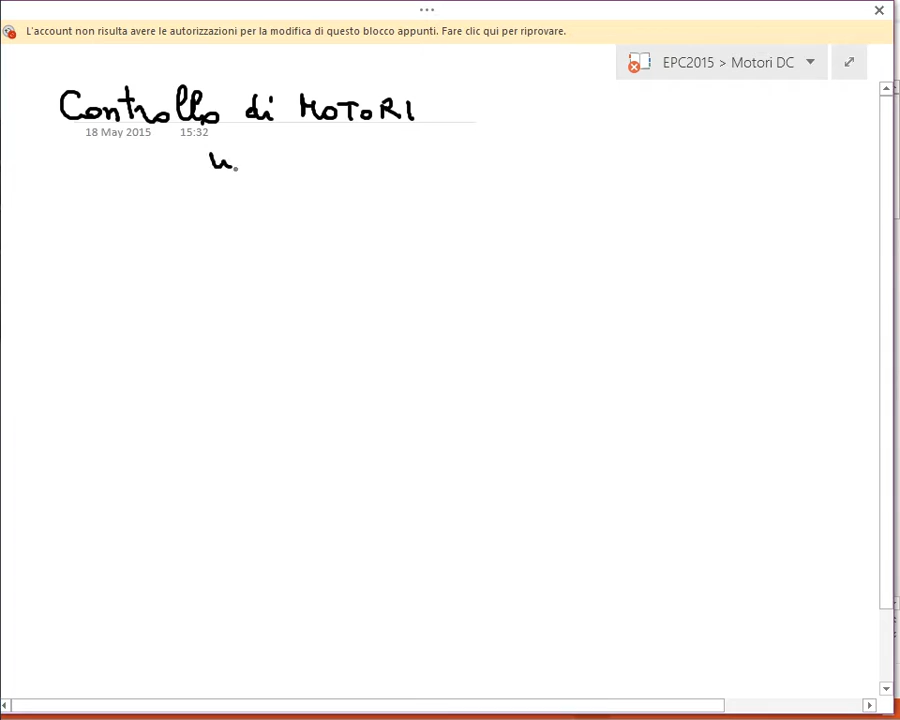 ...
L'account non risulta avere le autorizzazioni per la modifica di questo blocco appunti. Fare clic qui per riprovare.
EPC2015 > Motori DC
Controllo di MOTORI
18 May 2015 15:32